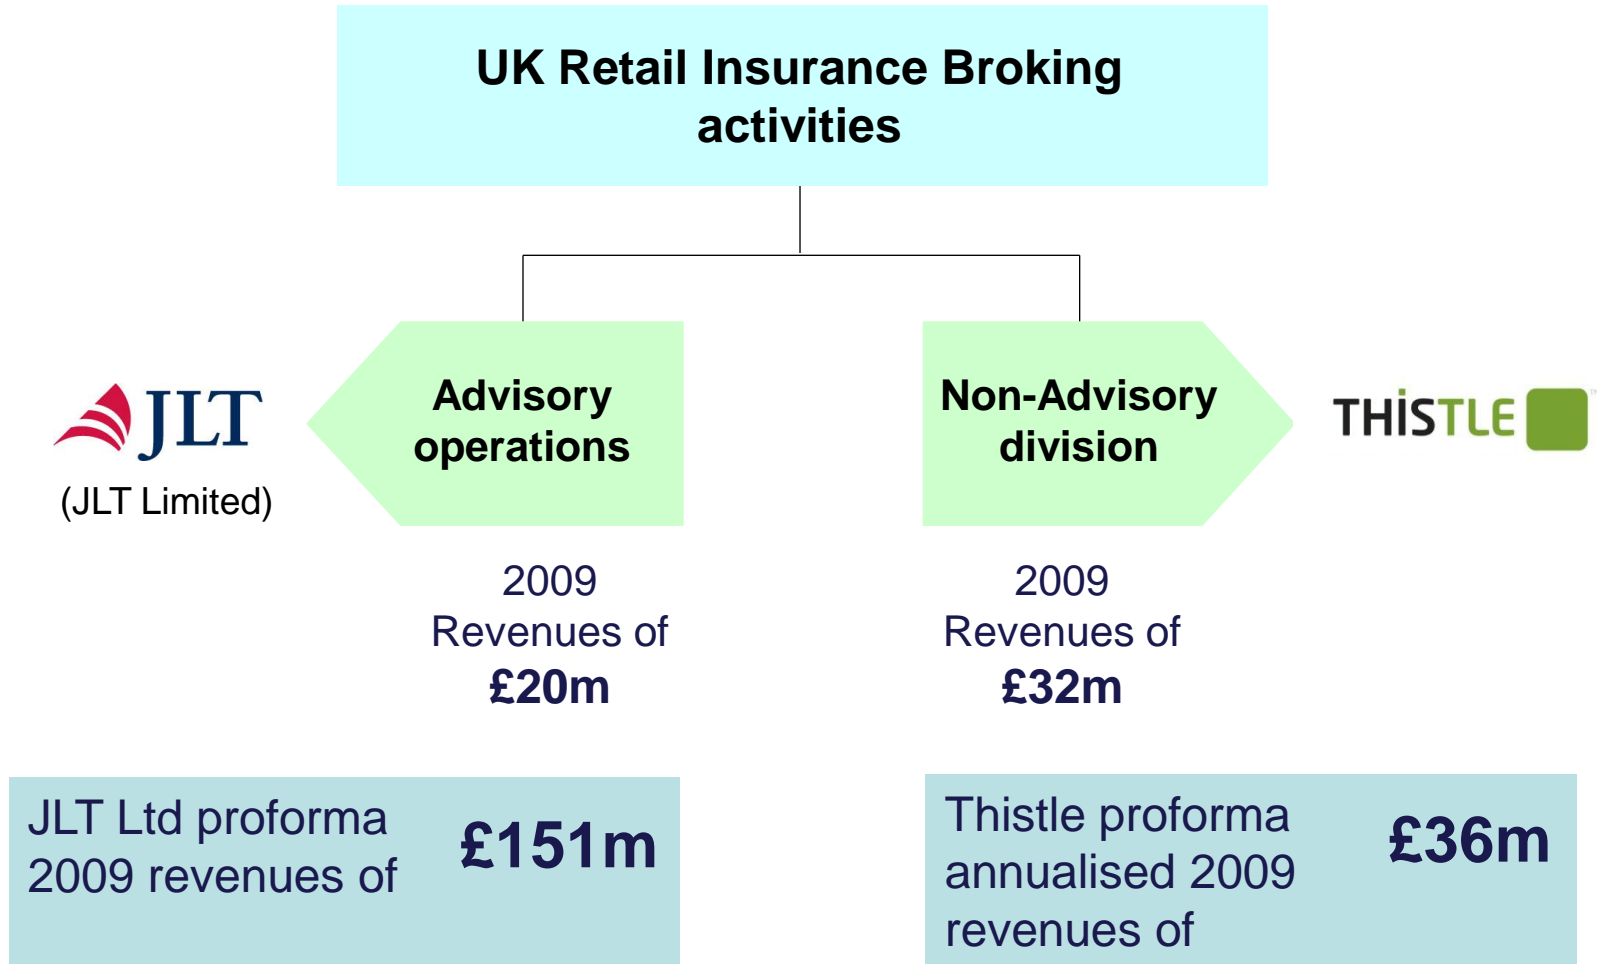 UK Retail Insurance Broking
activities
JLT
(JLT Limited)
Advisory
operations
Non-Advisory
division
THiSTLE
2009
Revenues of
£20m
2009
Revenues of
£32m
JLT Ltd proforma
2009 revenues of
£151m
Thistle proforma
annualised 2009
revenues of
£36m